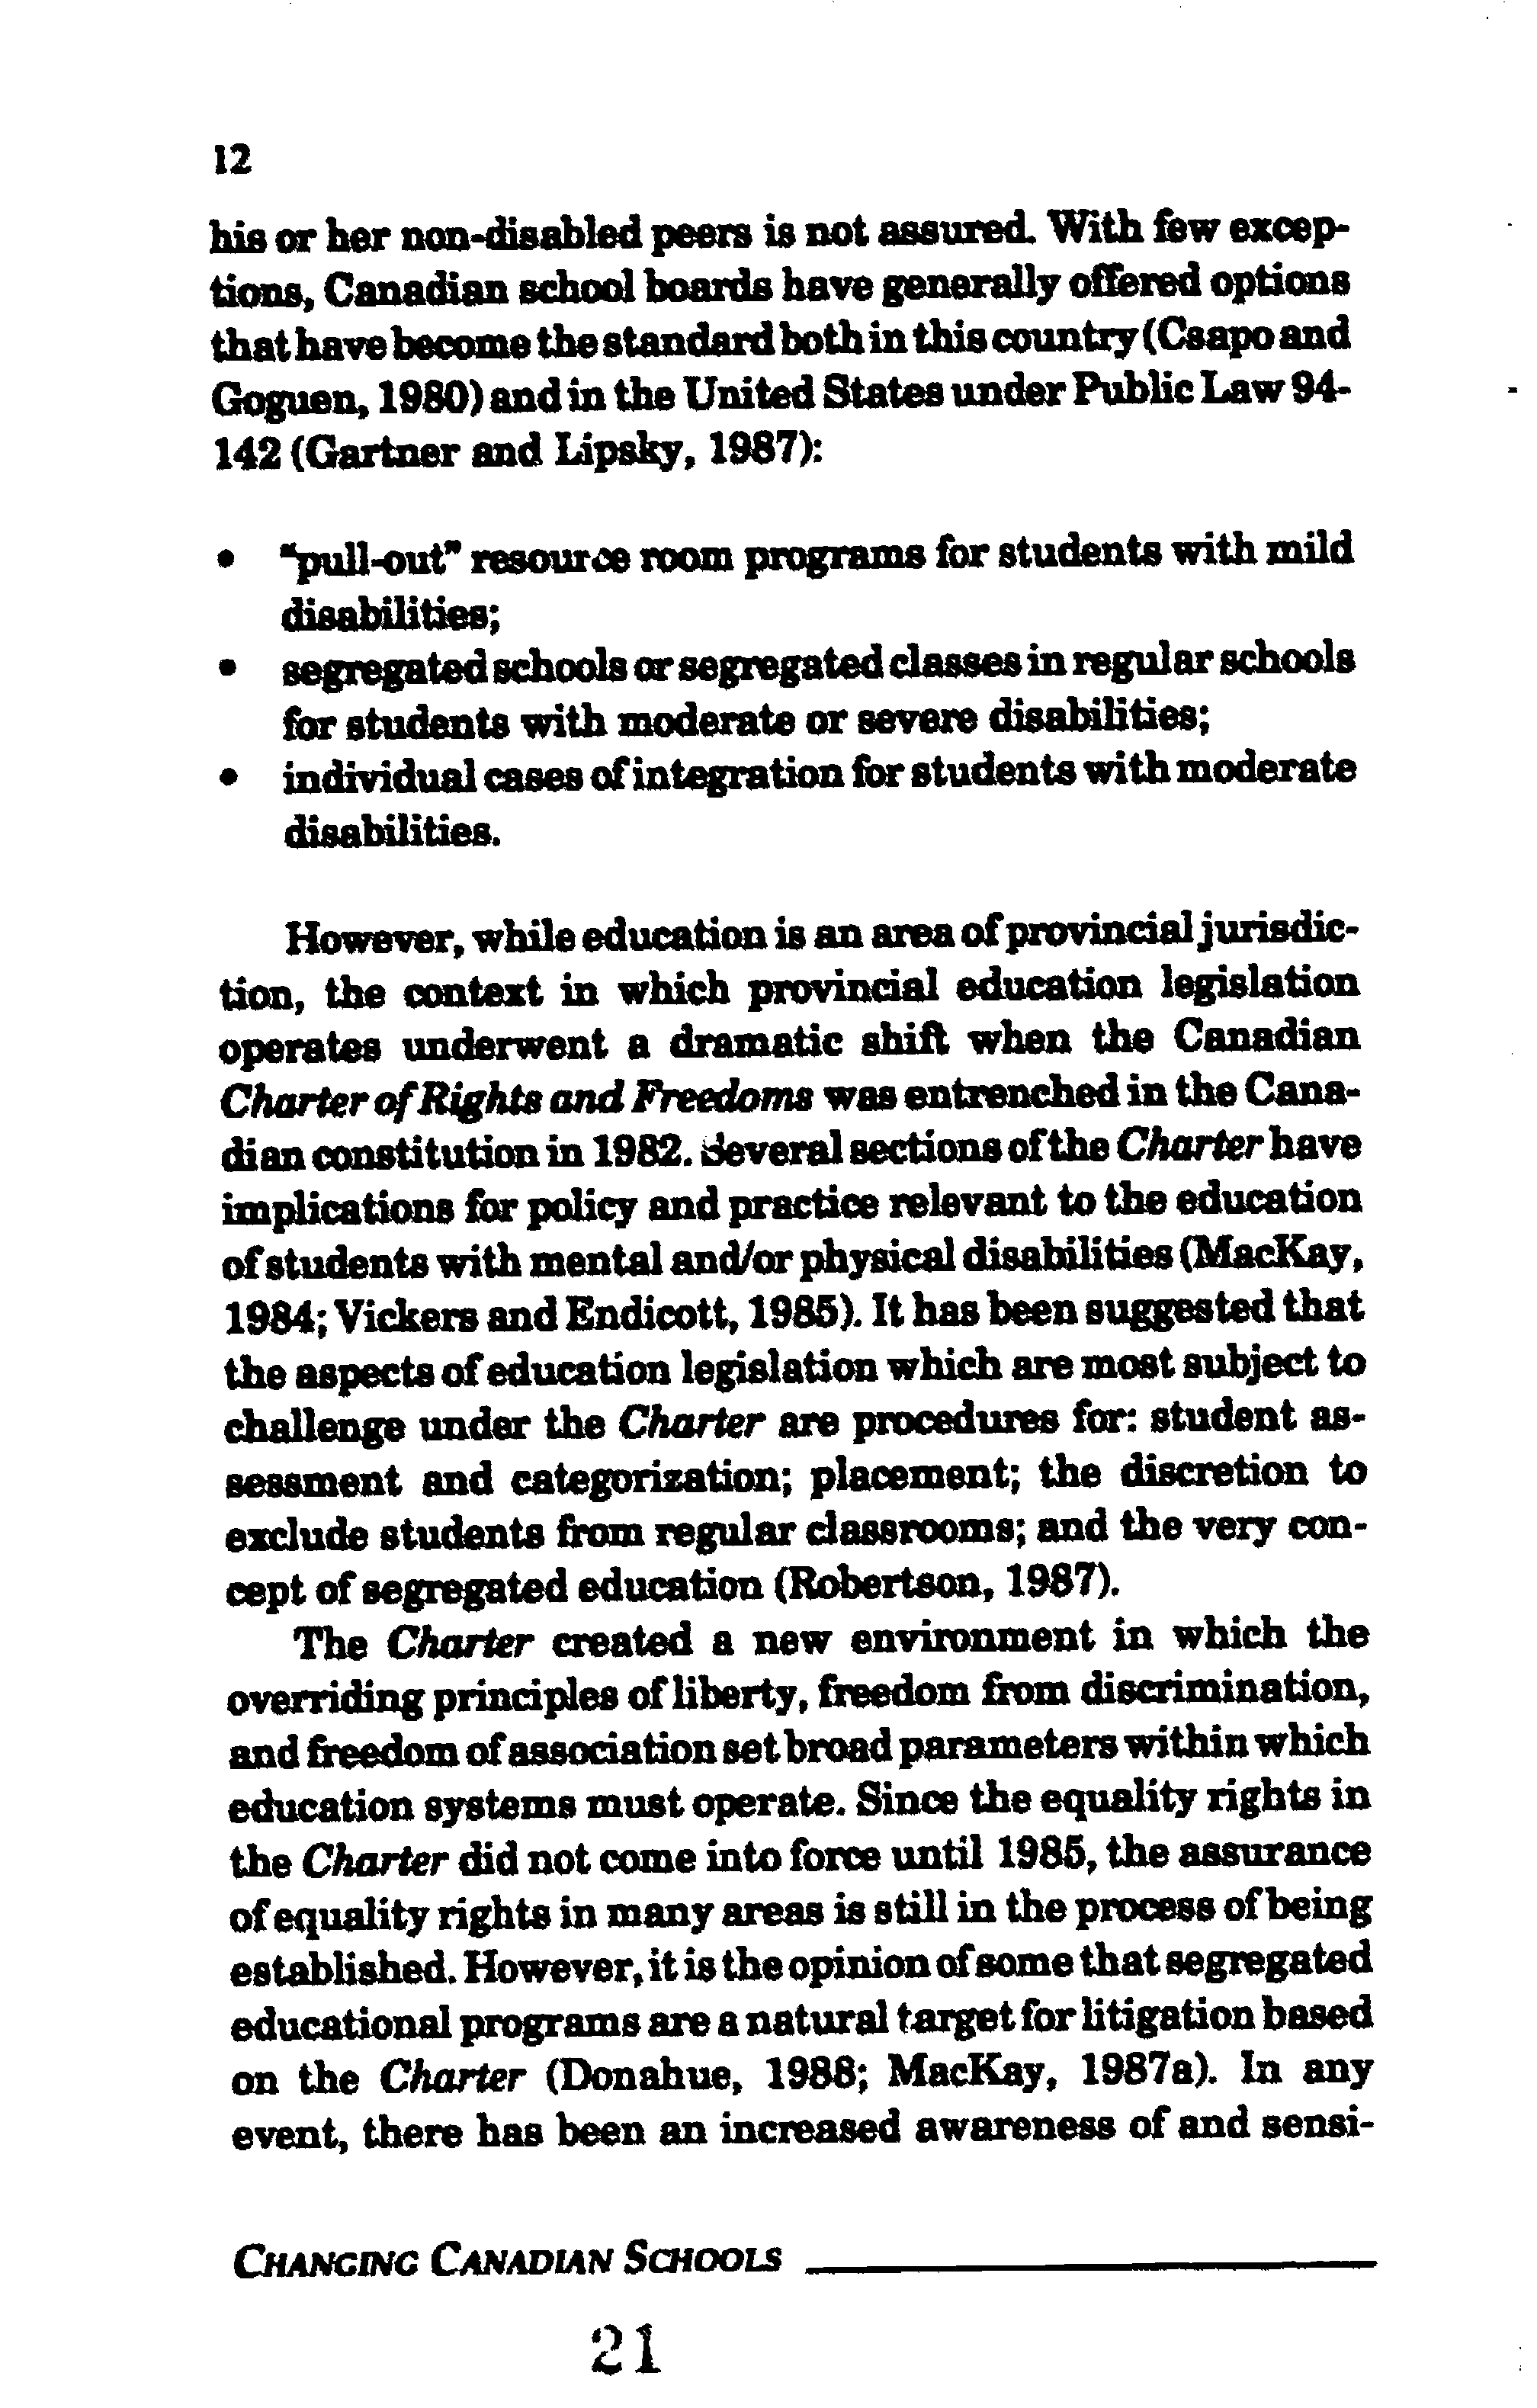 12
his or her non-disabled peers is not assured. With few excep-
tions, Canadian school boards have generally offered options
that have become the standard both in this country (Csapo and
Goguen, 1980) and in the United States under Public Law 94-
142 (Gartner and Lipsky, 1987):
• "pull-out" resource room programs for students with mild
disabilities;
• segregated schools or segregated classes in regular schools
for students with moderate or severe disabilities;
• individual cases of integration for students with moderate
disabilities.
However, while education is an area of provincial jurisdic-
tion, the context in which provincial education legislation
operates underwent a dramatic shift when the Canadian
Charter of Rights and Freedoms was entrenched in the Cana-
dian constitution in 1982. Several sections of the Charter have
implications for policy and practice relevant to the education
of students with mental and/or physical disabilities (MacKay,
1984; Vickers and Endicott, 1985). It has been suggested that
the aspects of education legislation which are most subject to
challenge under the Charter are procedures for: student as-
sessment and categorization; placement; the discretion to
exclude students from regular classrooms; and the very con-
cept of segregated education (Robertson, 1987).
The Charter created a new environment in which the
overriding principles of liberty, freedom from discrimination,
and freedom of association set broad parameters within which
education systems must operate. Since the equality rights in
the Charter did not come into force until 1985, the assurance
of equality rights in many areas is still in the process of being
established. However, it is the opinion of some that segregated
educational programs are a natural target for litigation based
on the Charter (Donahue, 1988; MacKay, 1987a). In any
event, there has been an increased awareness of and sensi-
CHANGING CANADIAN SCHOOLS
21